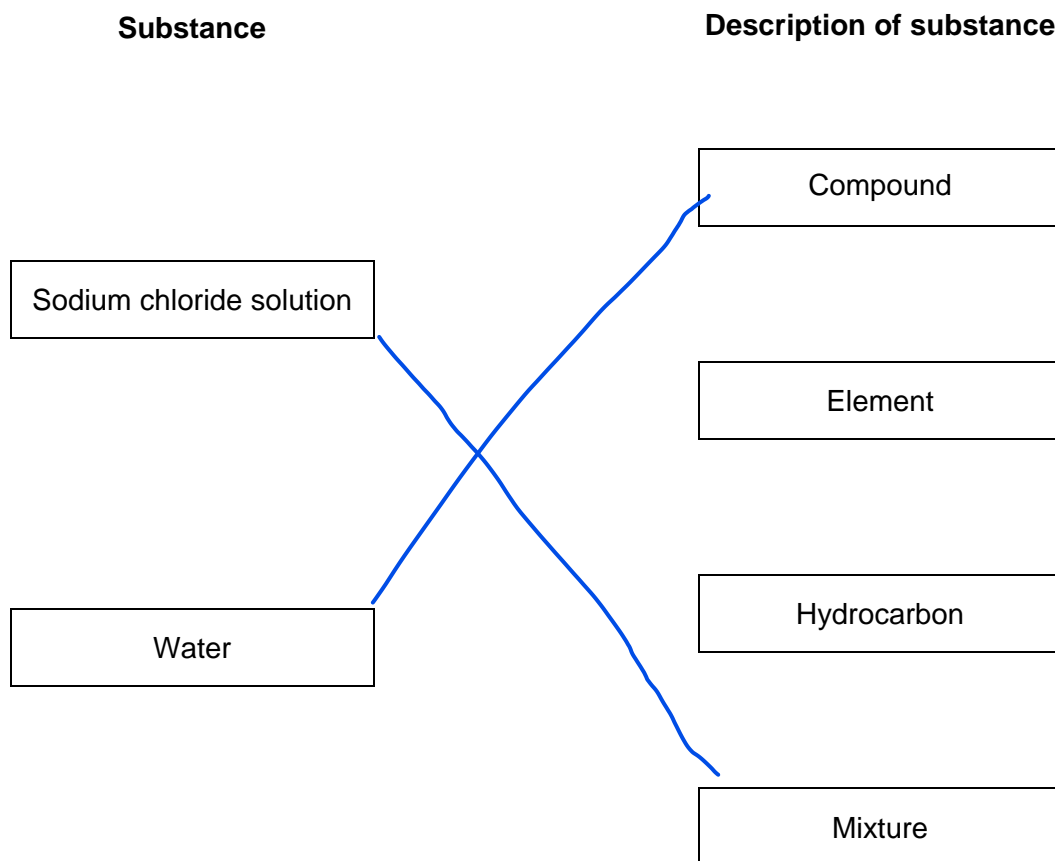 Substance
Description of substance
Compound
Sodium chloride solution
Element
Hydrocarbon
Water
Mixture